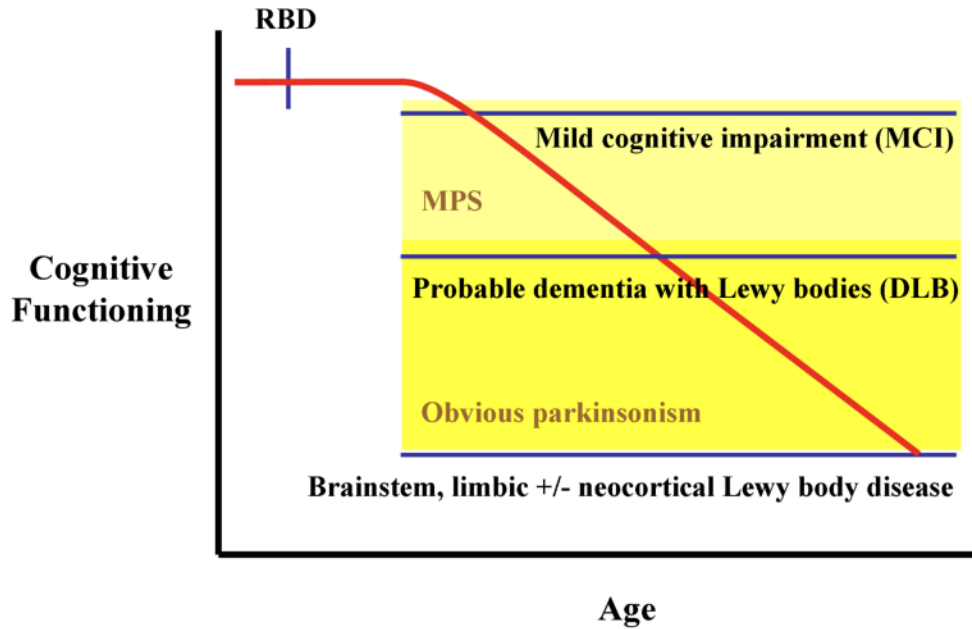 RBD
Mild cognitive impairment (MCI)
MPS
Cognitive
Functioning
Probable dementia with Lewy bodies (DLB)
Obvious parkinsonism
Brainstem, limbic +/- neocortical Lewy body disease
Age